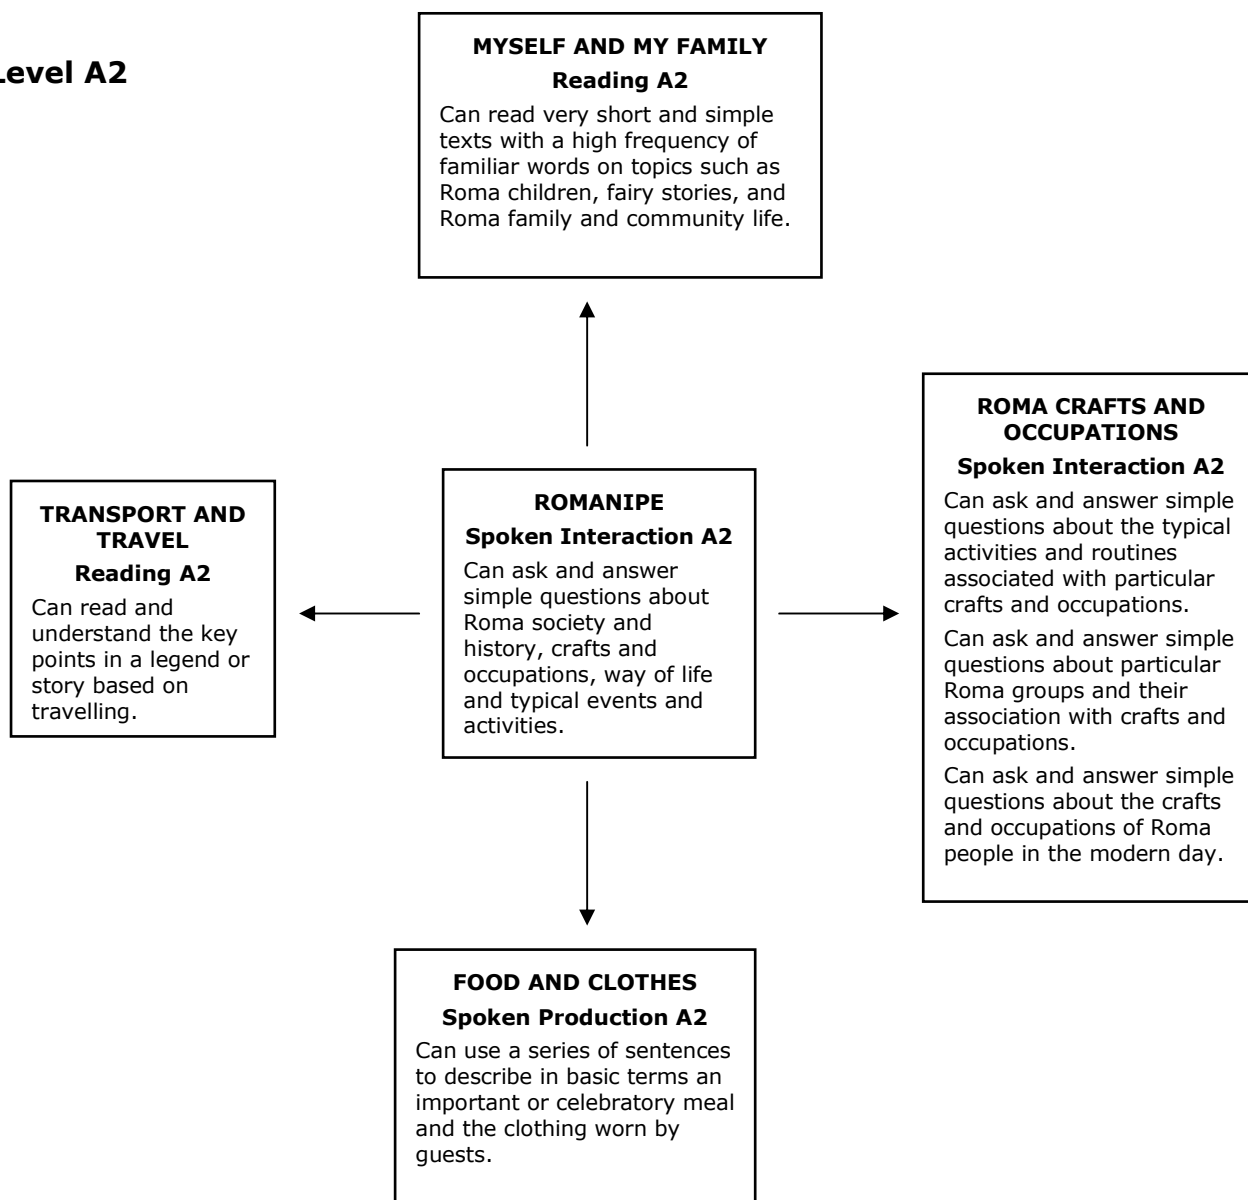 Level A2
MYSELF AND MY FAMILY
Reading A2
Can read very short and simple
texts with a high frequency of
familiar words on topics such as
Roma children, fairy stories, and
Roma family and community life.
TRANSPORT AND
TRAVEL
Reading A2
Can read and
understand the key
points in a legend or
story based on
travelling.
ROMANIPE
Spoken Interaction A2
Can ask and answer
simple questions about
Roma society and
history, crafts and
occupations, way of life
and typical events and
activities.
ROMA CRAFTS AND
OCCUPATIONS
Spoken Interaction A2
Can ask and answer simple
questions about the typical
activities and routines
associated with particular
crafts and occupations.
Can ask and answer simple
questions about particular
Roma groups and their
association with crafts and
occupations.
Can ask and answer simple
questions about the crafts
and occupations of Roma
people in the modern day.
FOOD AND CLOTHES
Spoken Production A2
Can use a series of sentences
to describe in basic terms an
important or celebratory meal
and the clothing worn by
guests.